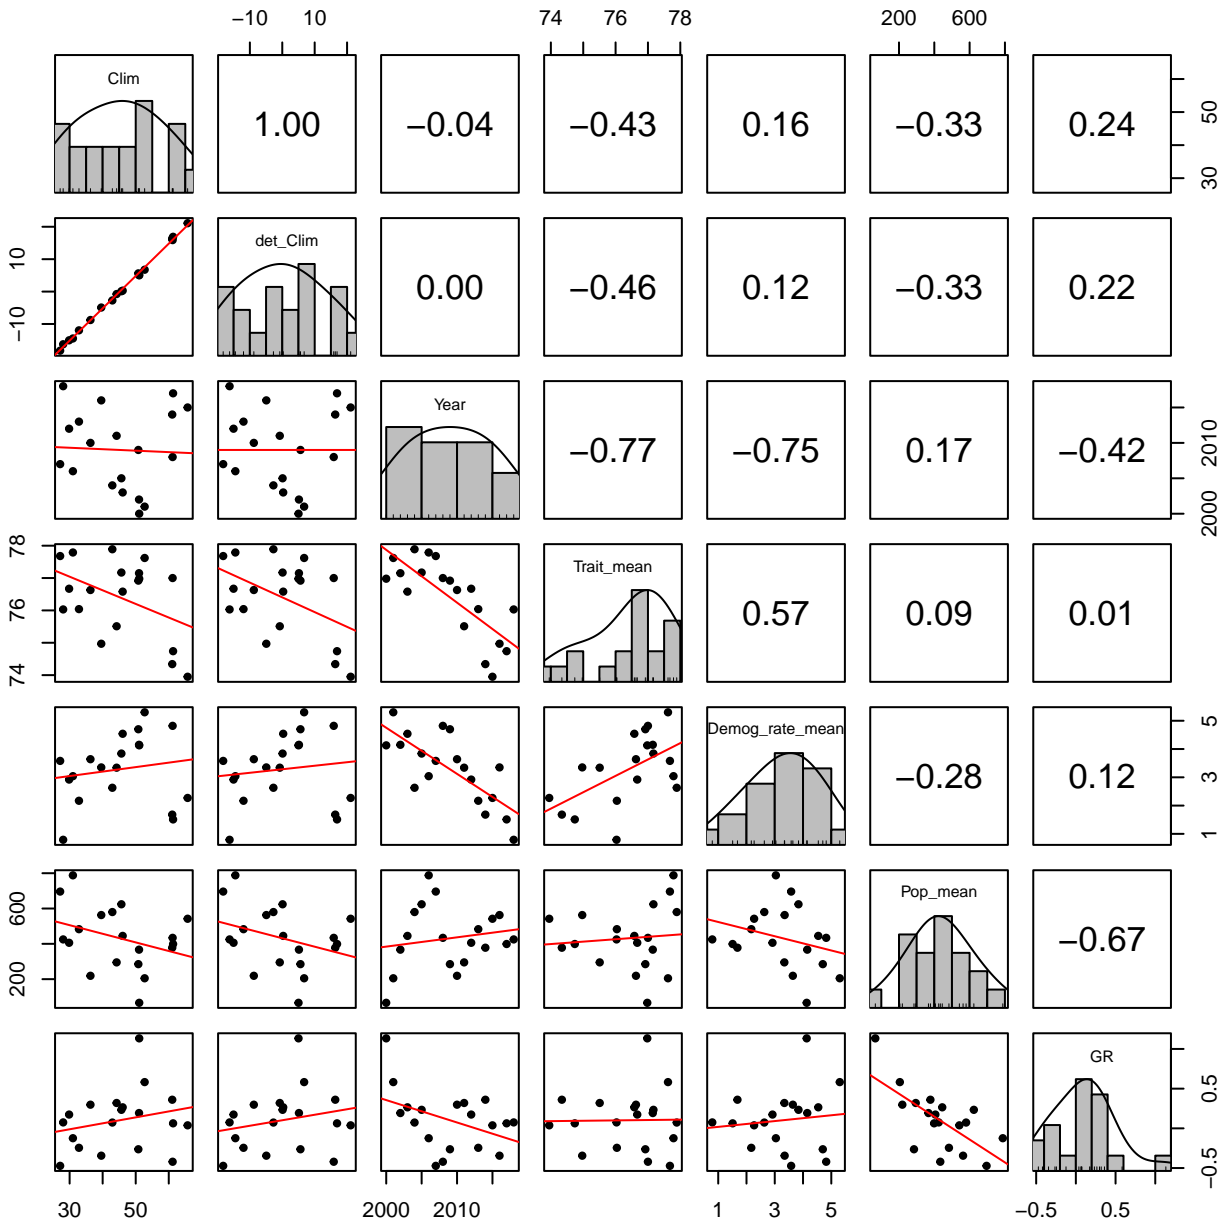 −10 10 74 76 78 200 600
Clim 1.00 −0.04 −0.43 0.16 −0.33 0.24 30 50
−10 10 det_Clim 0.00 −0.46 0.12 −0.33 0.22
Year −0.77 −0.75 0.17 −0.42 2000 2010
74 76 78 Trait_mean 0.57 0.09 0.01
Demog_rate_mean −0.28 0.12 1 3 5
200 600 Pop_mean −0.67
GR −0.5 0.5
30 50 2000 2010 1 3 5 −0.5 0.5